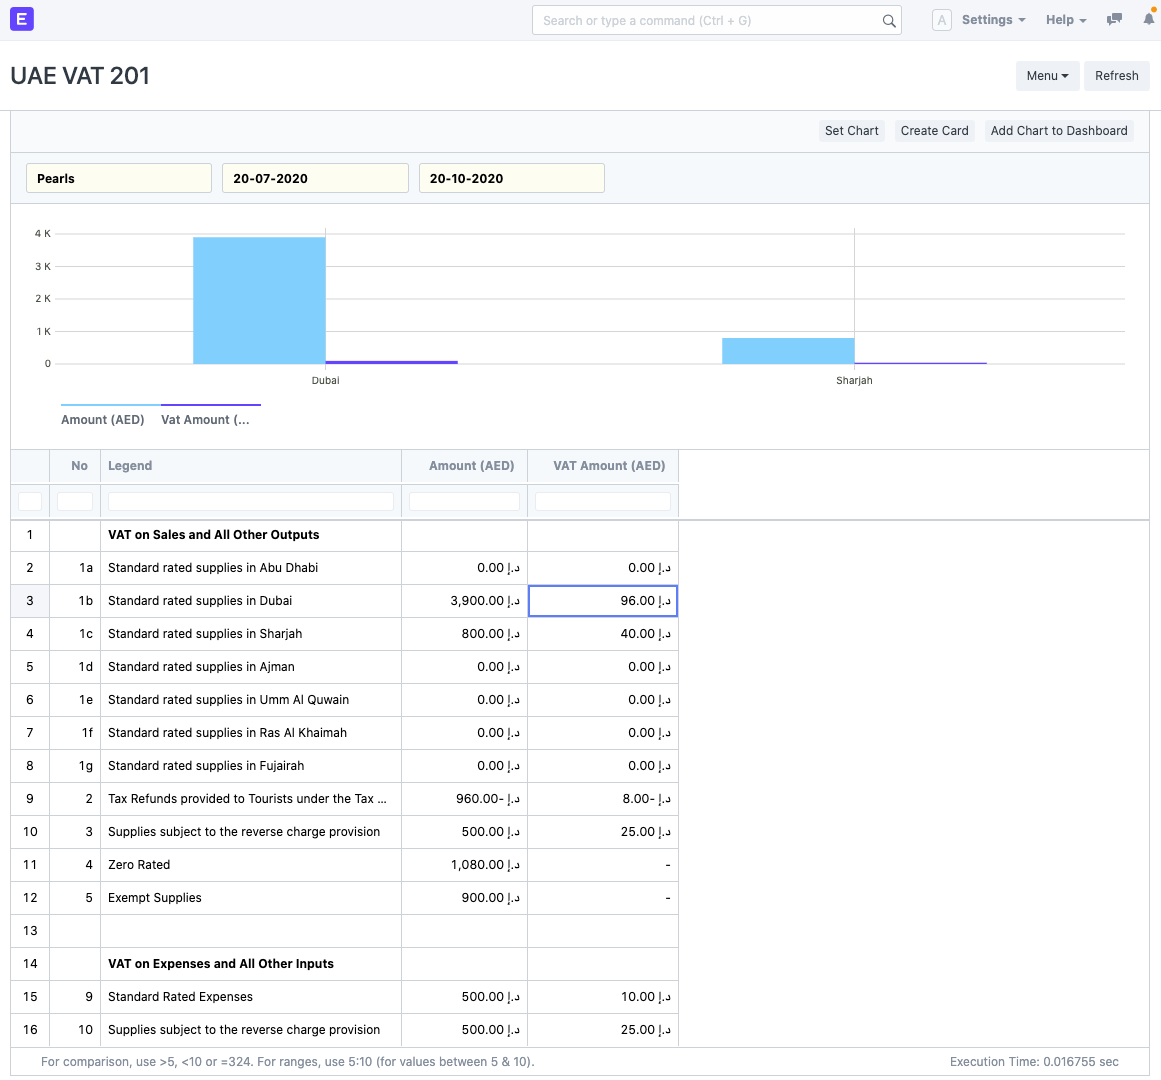 E
Search or type a command (Ctrl + G)
A Settings Help
UAE VAT 201
Menu Refresh
Set Chart Create Card Add Chart to Dashboard
Pearls 20-07-2020 20-10-2020
4 K
3 K
2 K
1 K
0
Dubai Sharjah
Amount (AED) Vat Amount (...
No Legend Amount (AED) VAT Amount (AED)
1 VAT on Sales and All Other Outputs
2 1a Standard rated supplies in Abu Dhabi 0.00 د.إ 0.00 د.إ
3 1b Standard rated supplies in Dubai 3,900.00 د.إ 96.00 د.إ
4 1c Standard rated supplies in Sharjah 800.00 د.إ 40.00 د.إ
5 1d Standard rated supplies in Ajman 0.00 د.إ 0.00 د.إ
6 1e Standard rated supplies in Umm Al Quwain 0.00 د.إ 0.00 د.إ
7 1f Standard rated supplies in Ras Al Khaimah 0.00 د.إ 0.00 د.إ
8 1g Standard rated supplies in Fujairah 0.00 د.إ 0.00 د.إ
9 2 Tax Refunds provided to Tourists under the Tax ... 960.00- د.إ 8.00- د.إ
10 3 Supplies subject to the reverse charge provision 500.00 د.إ 25.00 د.إ
11 4 Zero Rated 1,080.00 د.إ -
12 5 Exempt Supplies 900.00 د.إ -
13
14 VAT on Expenses and All Other Inputs
15 9 Standard Rated Expenses 500.00 د.إ 10.00 د.إ
16 10 Supplies subject to the reverse charge provision 500.00 د.إ 25.00 د.إ
For comparison, use >5, <10 or =324. For ranges, use 5:10 (for values between 5 & 10). Execution Time: 0.016755 sec